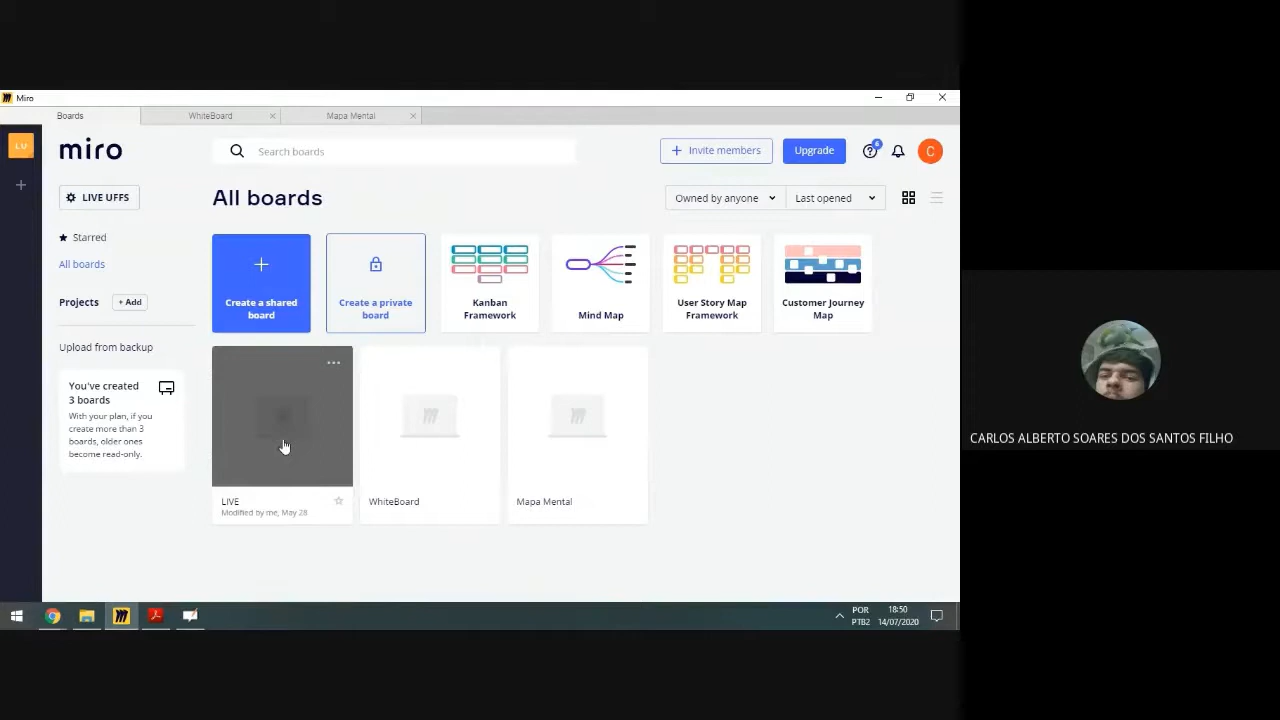 Miro
Boards
WhiteBoard
Mapa Mental
LU
miro
Search boards
Invite members
Upgrade
6
C
LIVE UFFS
All boards
Owned by anyone
Last opened
Starred
All boards
Projects
+ Add
Upload from backup
You've created
3 boards
With your plan, if you
create more than 3
boards, older ones
become read-only.
Create a shared
board
Create a private
board
Kanban
Framework
Mind Map
User Story Map
Framework
Customer Journey
Map
LIVE
Modified by me, May 28
WhiteBoard
Mapa Mental
CARLOS ALBERTO SOARES DOS SANTOS FILHO
POR
PTB2
18:50
14/07/2020